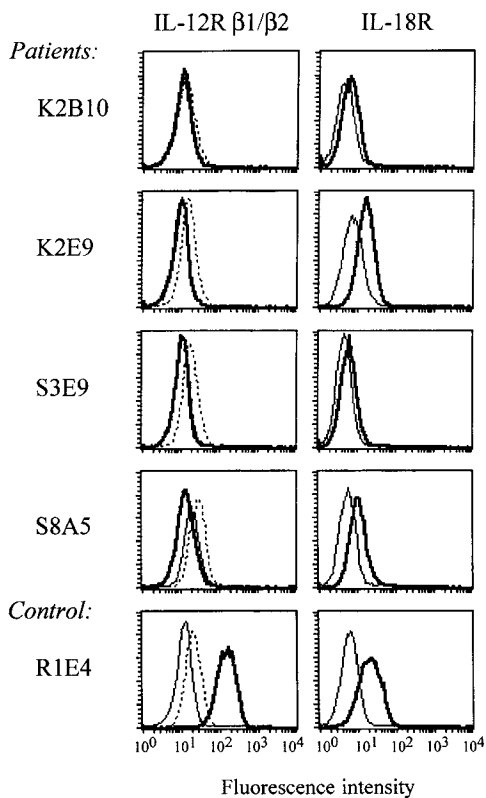 IL-12R β1/β2 IL-18R
Patients:
K2B10
K2E9
S3E9
S8A5
Control:
R1E4
10⁰ 10¹ 10² 10³ 10⁴ 10⁰ 10¹ 10² 10³ 10⁴
Fluorescence intensity